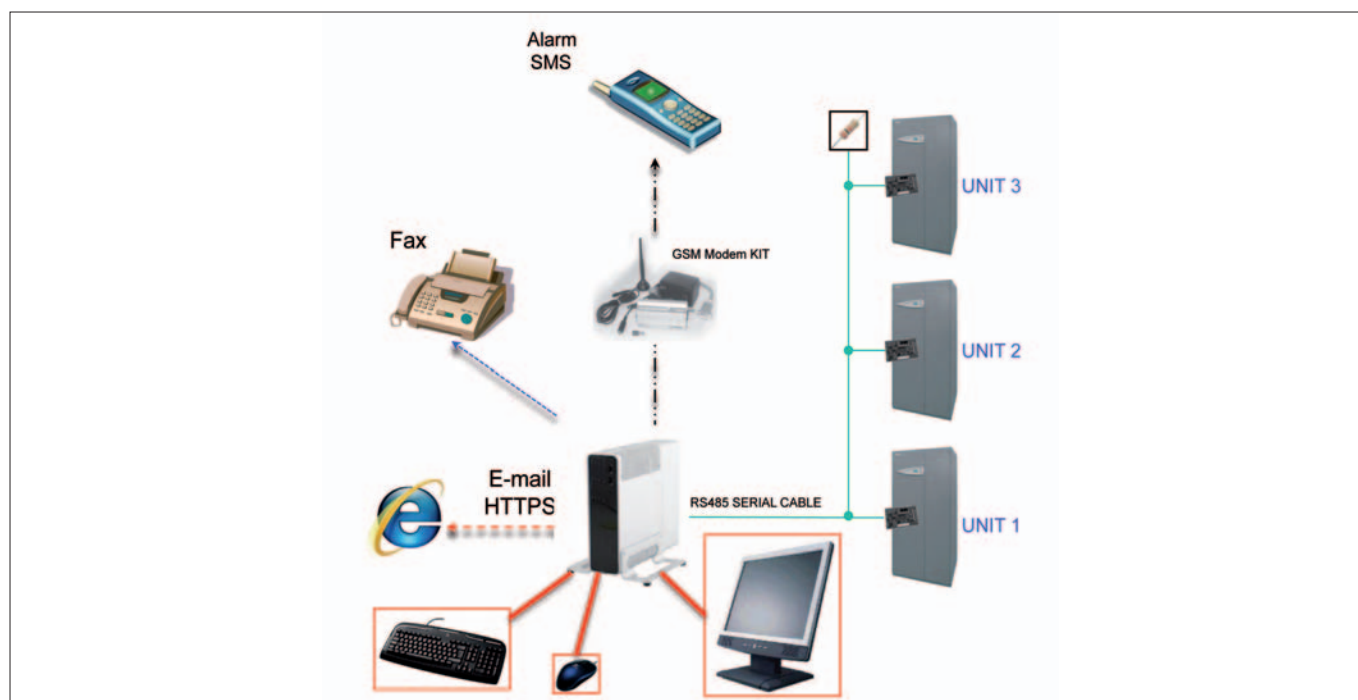 Alarm
SMS
UNIT 3
Fax
GSM Modem KIT
UNIT 2
E-mail
HTTPS
RS485 SERIAL CABLE
UNIT 1